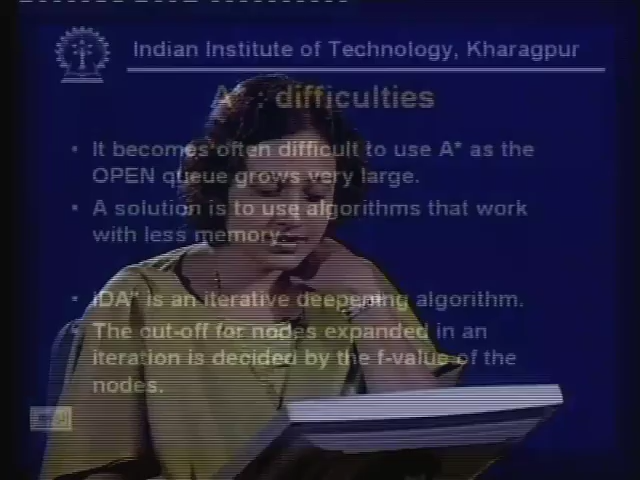 Indian Institute of Technology, Kharagpur
A* : difficulties
• It becomes often difficult to use A* as the
OPEN queue grows very large.
• A solution is to use algorithms that work
with less memory
• IDA* is an iterative deepening algorithm.
• The cut-off for nodes expanded in an
iteration is decided by the f-value of the
nodes.